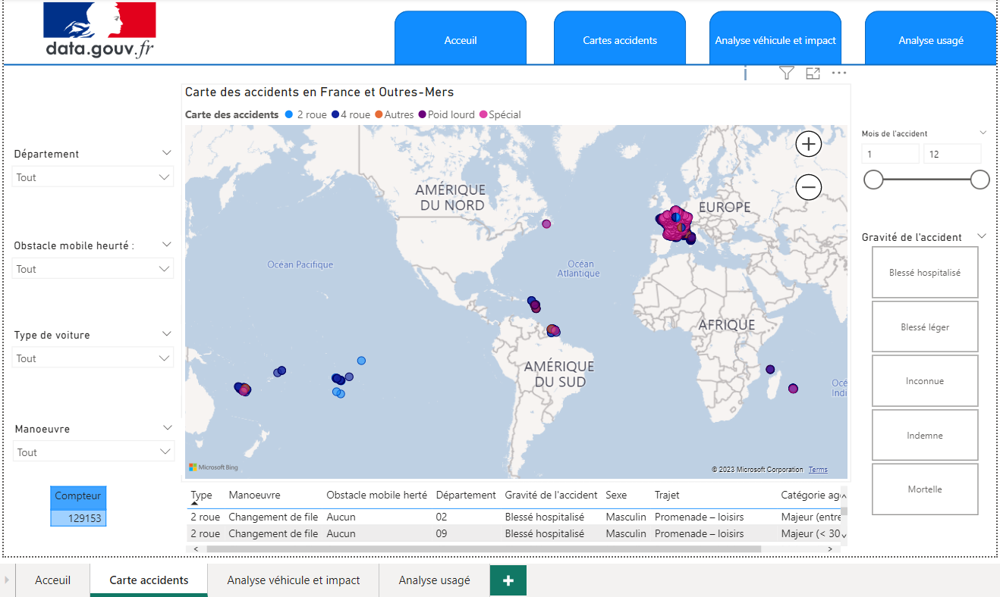 data.gouv.fr
Acceuil
Cartes accidents
Analyse véhicule et impact
Analyse usagé
Carte des accidents en France et Outres-Mers
Carte des accidents 2 roue 4 roue Autres Poid lourd Spécial
Département
Tout
Obstacle mobile heurté :
Tout
Type de voiture
Tout
Manoeuvre
Tout
Compteur
129153
AMÉRIQUE
DU NORD
EUROPE
Océan Pacifique
Océan
Atlantique
AFRIQUE
AMÉRIQUE
DU SUD
Océ
Indi
Microsoft Bing
© 2023 Microsoft Corporation Terms
Mois de l'accident
1 12
Gravité de l'accident
Blessé hospitalisé
Blessé léger
Inconnue
Indemne
Mortelle
Type Manoeuvre Obstacle mobile herté Département Gravité de l'accident Sexe Trajet Catégorie age
2 roue Changement de file Aucun 02 Blessé hospitalisé Masculin Promenade – loisirs Majeur (entre
2 roue Changement de file Aucun 09 Blessé hospitalisé Masculin Promenade – loisirs Majeur (< 30
Acceuil Carte accidents Analyse véhicule et impact Analyse usagé